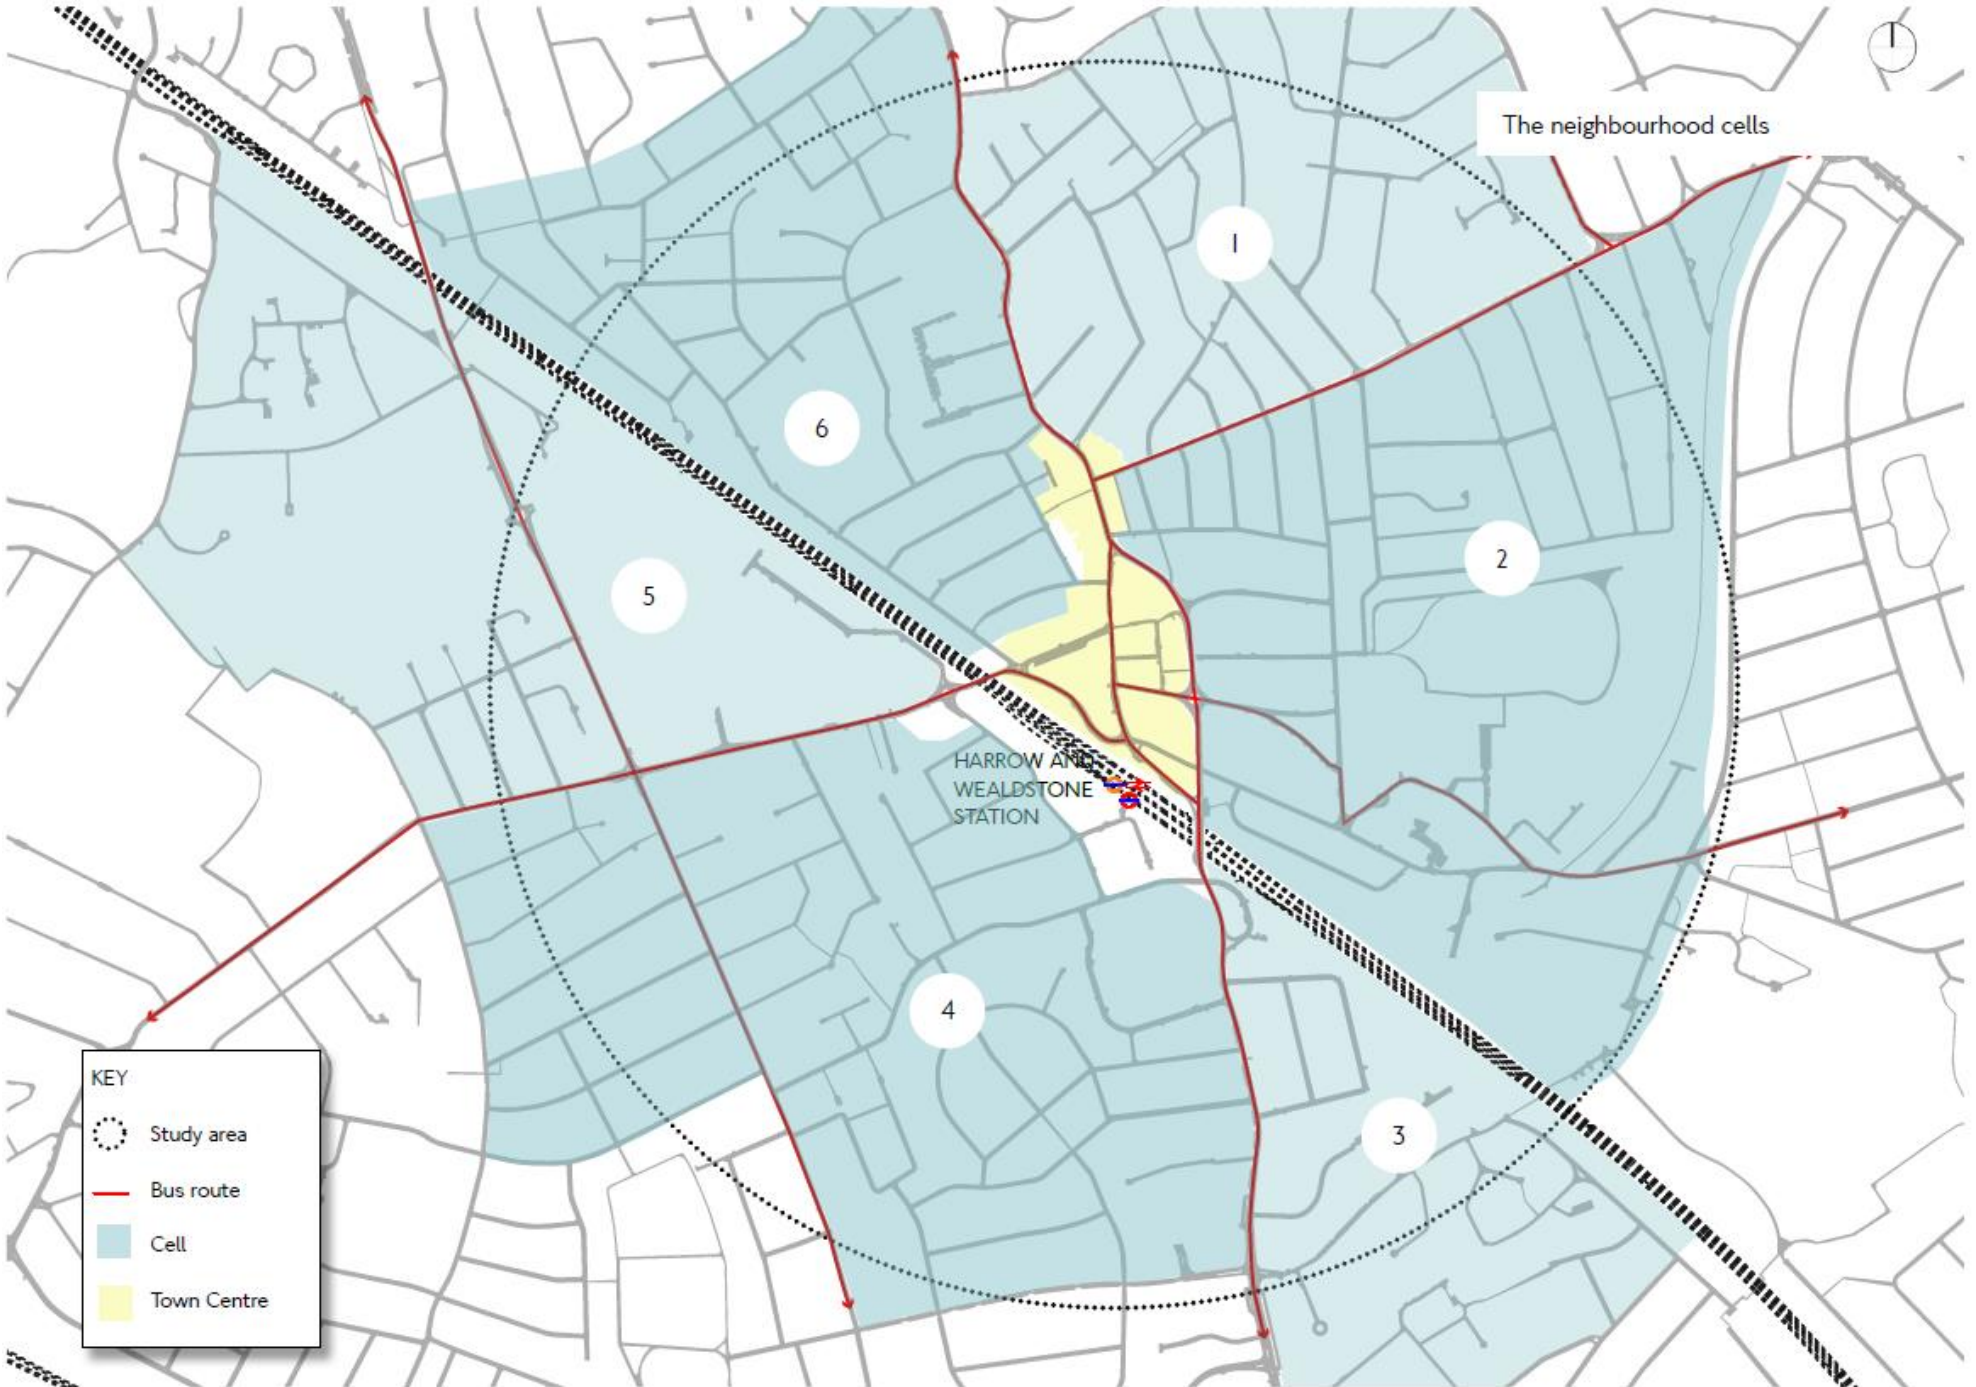 The neighbourhood cells
1
6
2
5
HARROW AND
WEALDSTONE
STATION
4
3
KEY
Study area
Bus route
Cell
Town Centre